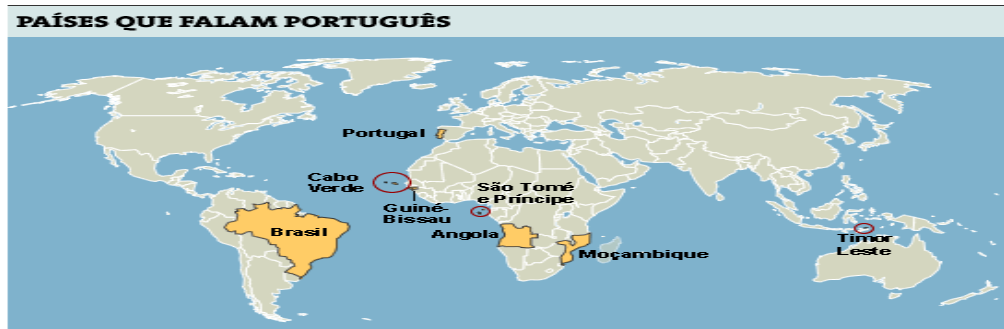 PAÍSES QUE FALAM PORTUGUÊS
Portugal
Cabo
Verde
São Tomé
e Príncipe
Guiné-
Bissau
Brasil
Angola
Moçambique
Timor
Leste